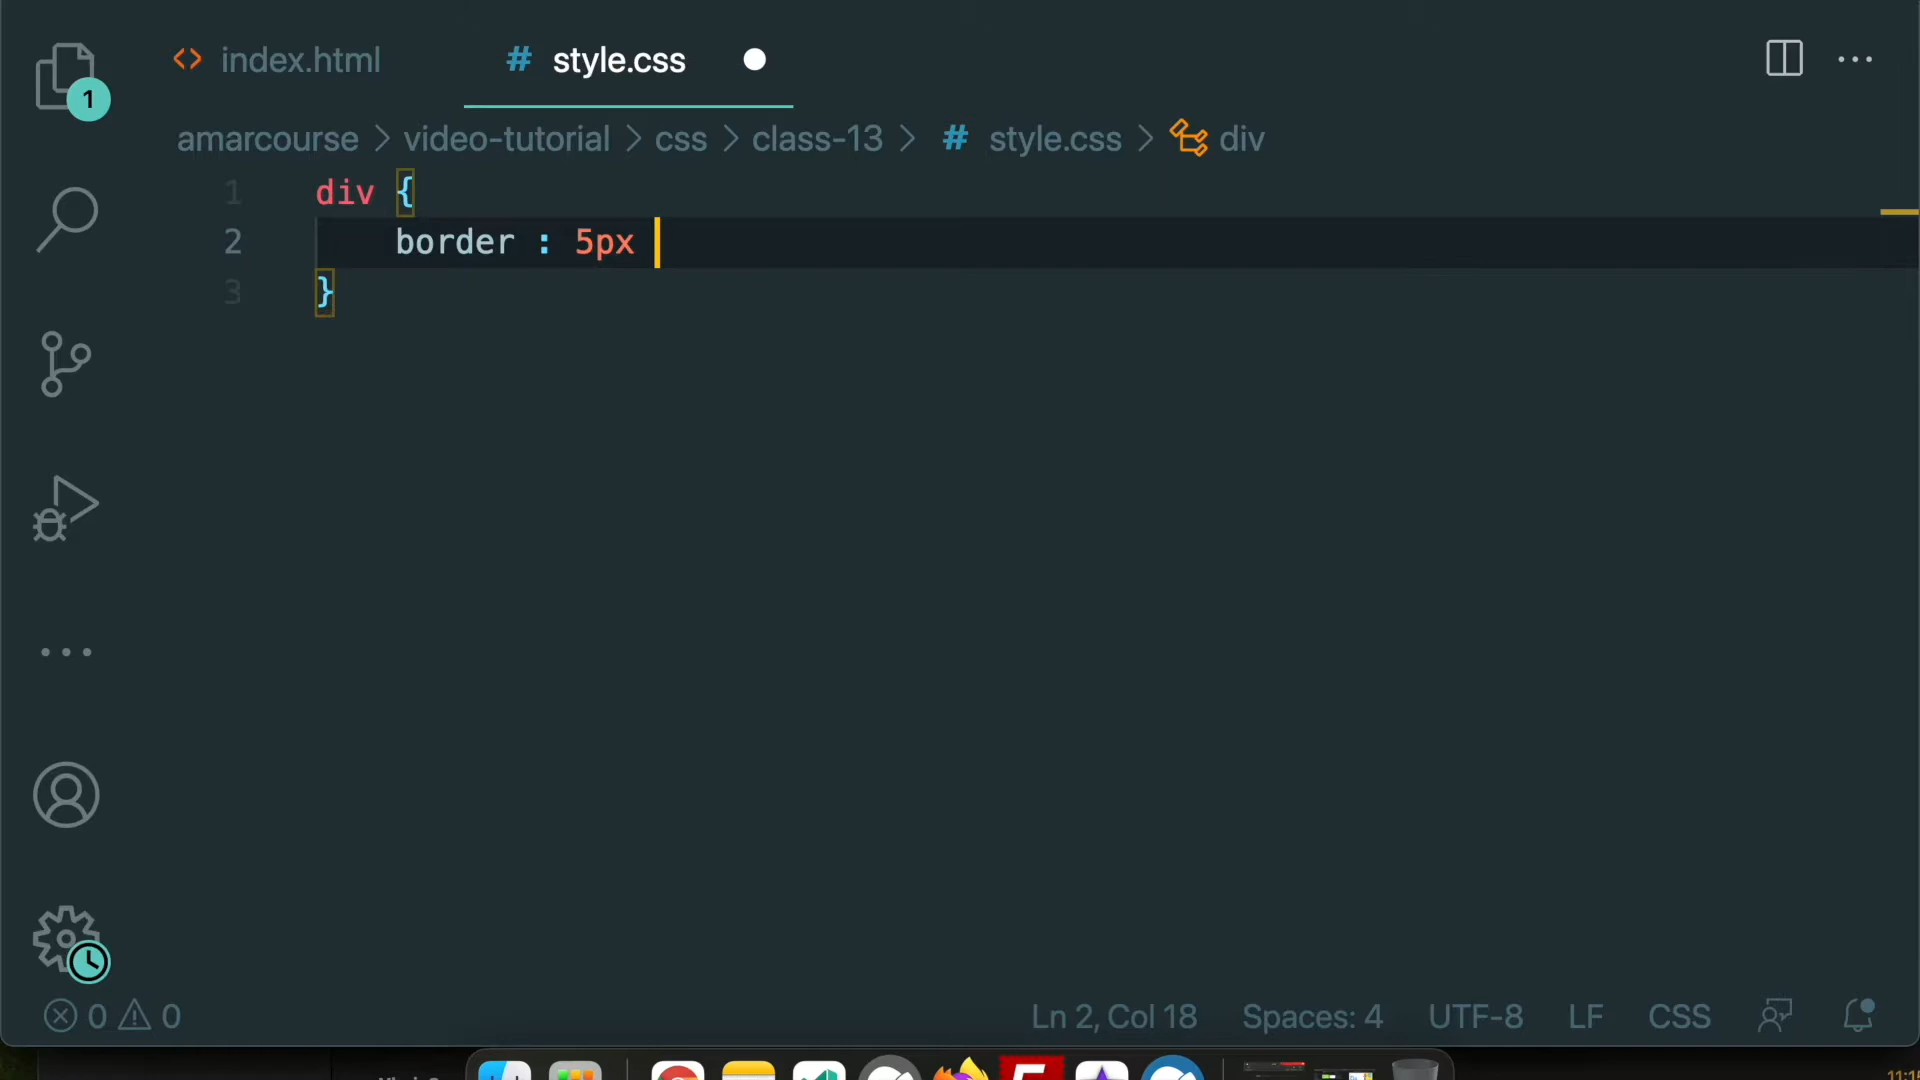 index.html # style.css
1
amarcourse > video-tutorial > css > class-13 > # style.css > div
1 div {
2 border : 5px
3 }
0 0 Ln 2, Col 18 Spaces: 4 UTF-8 LF CSS